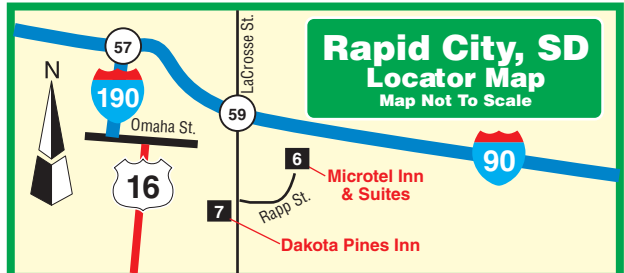 Rapid City, SD
Locator Map
Map Not To Scale
57
LaCrosse St.
N
190
59
Omaha St.
90
6
Microtel Inn
& Suites
16
Rapp St.
7
Dakota Pines Inn